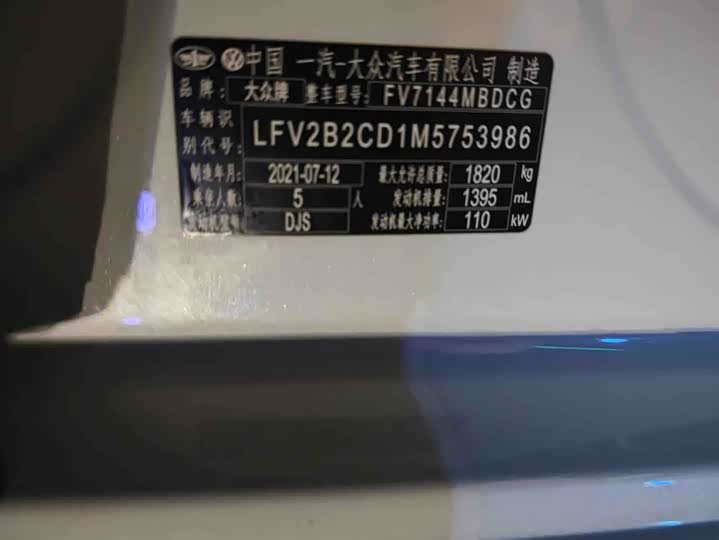 中国 一汽-大众汽车有限公司 制造
品牌: 大众牌 整车型号: FV7144MBDCG
车辆识别代号: LFV2B2CD1M5753986
制造年月: 2021-07-12 最大允许总质量: 1820 kg
乘坐人数: 5 人 发动机排量: 1395 mL
发动机型号: DJS 发动机最大净功率: 110 kW